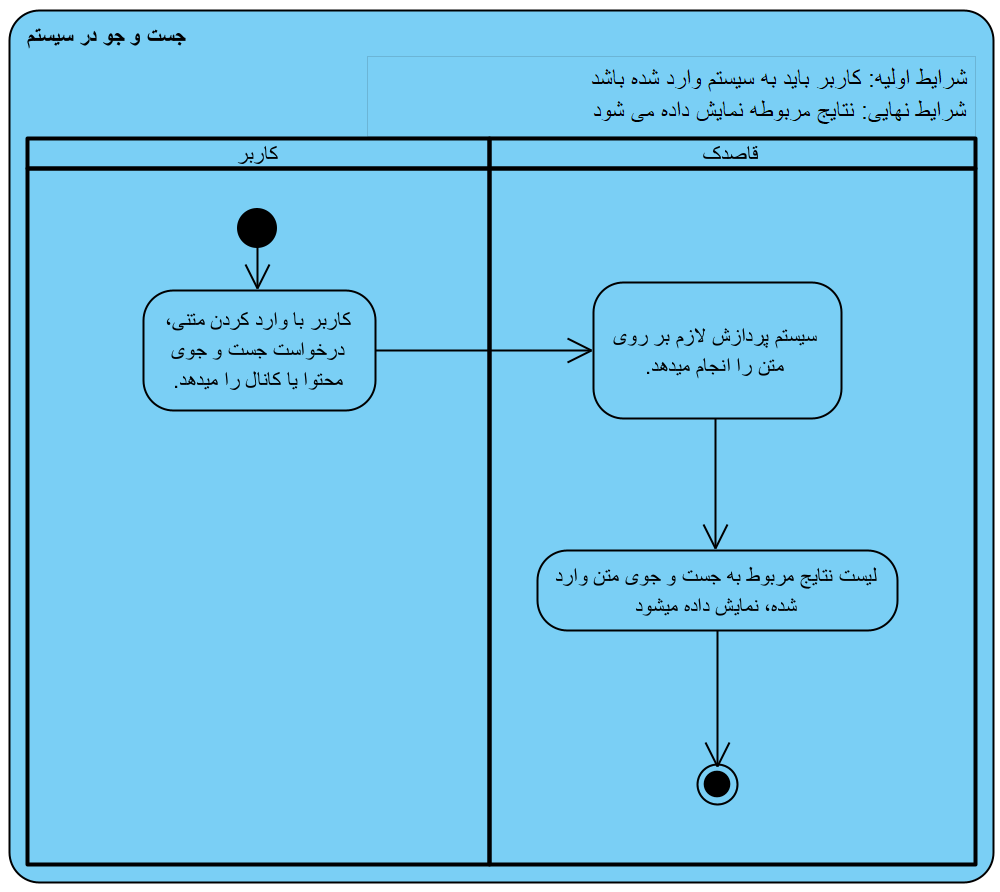 جست و جو در سیستم
شرایط اولیه: کاربر باید به سیستم وارد شده باشد
شرایط نهایی: نتایج مربوطه نمایش داده می شود
کاربر
قاصدک
کاربر با وارد کردن متنی،
درخواست جست و جوی
محتوا یا کانال را میدهد.
سیستم پردازش لازم بر روی
متن را انجام میدهد.
لیست نتایج مربوط به جست و جوی متن وارد
شده، نمایش داده میشود